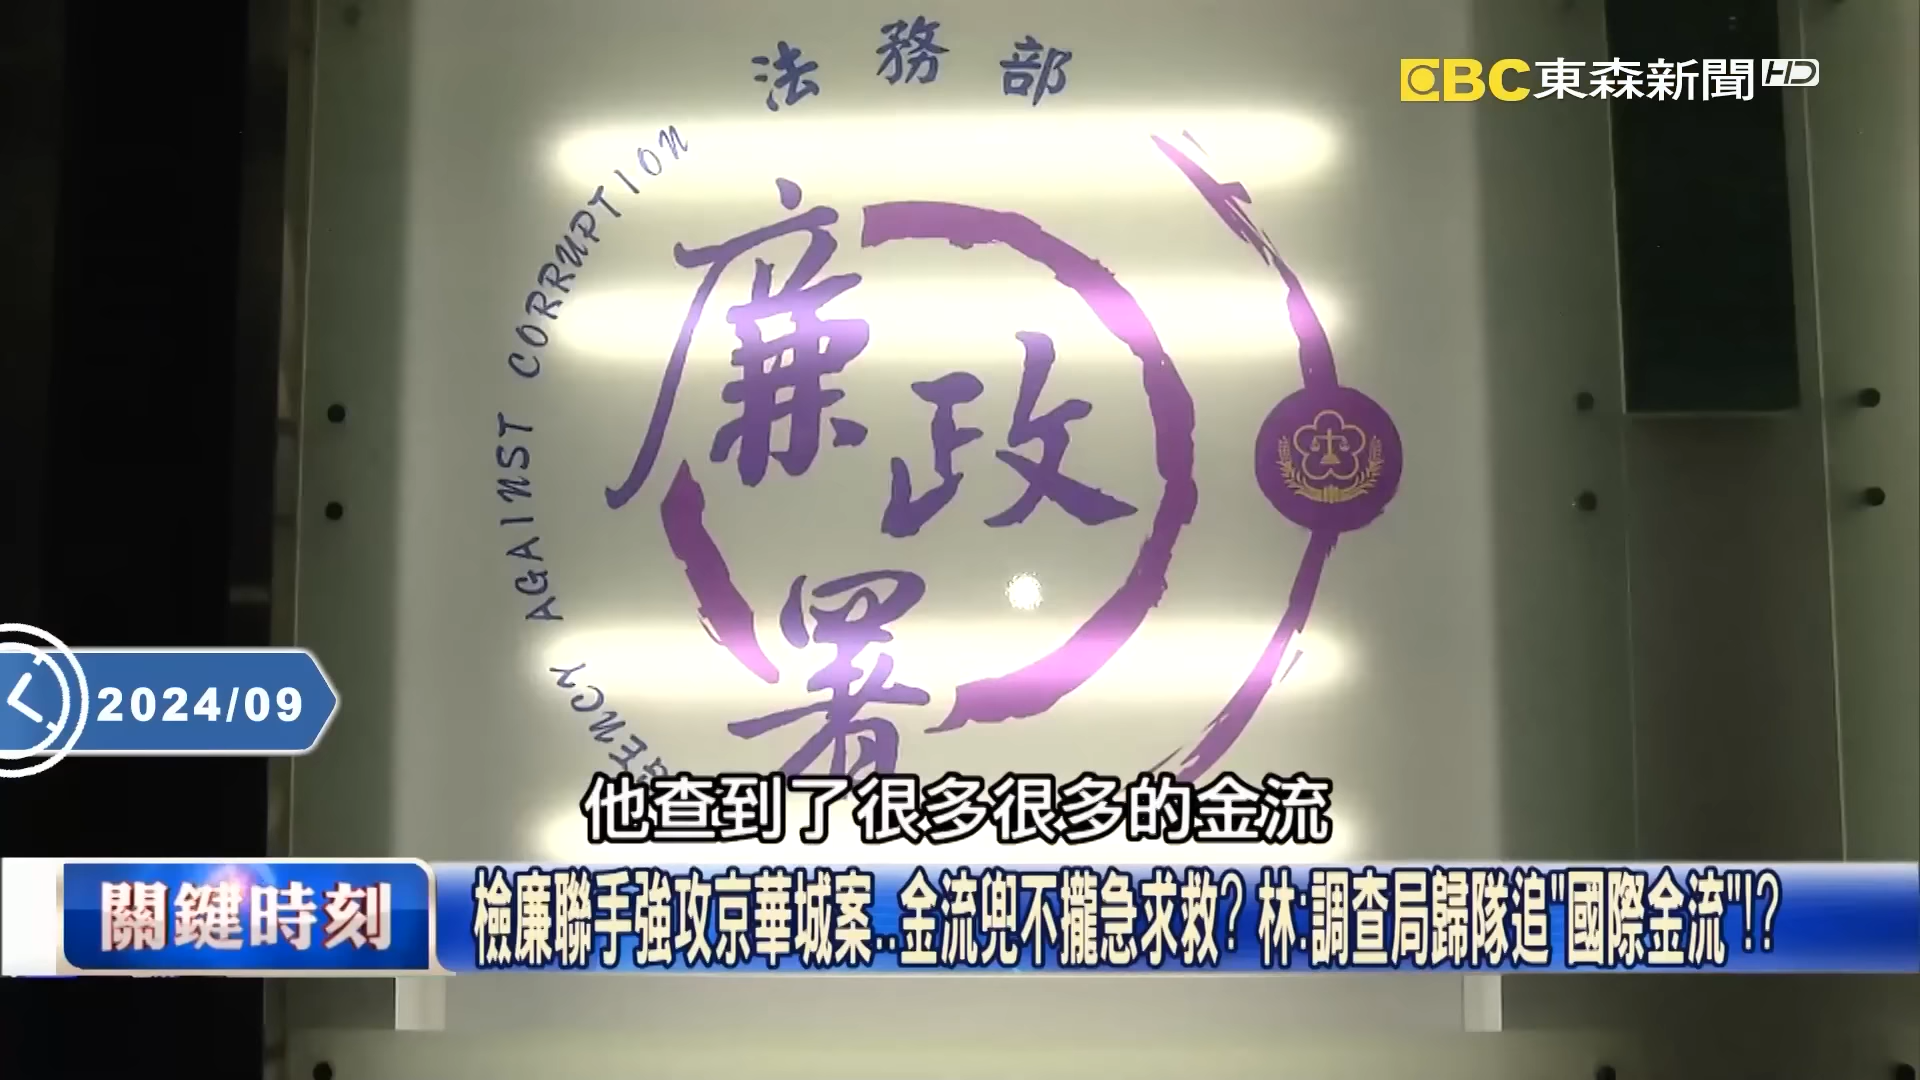 法務部
EBC東森新聞HD
AGAINST CORRUPTION
廉政署
2024/09
他查到了很多很多的金流
關鍵時刻
檢廉聯手強攻京華城案..金流兜不攏急求救? 林:調查局歸隊追"國際金流"!?